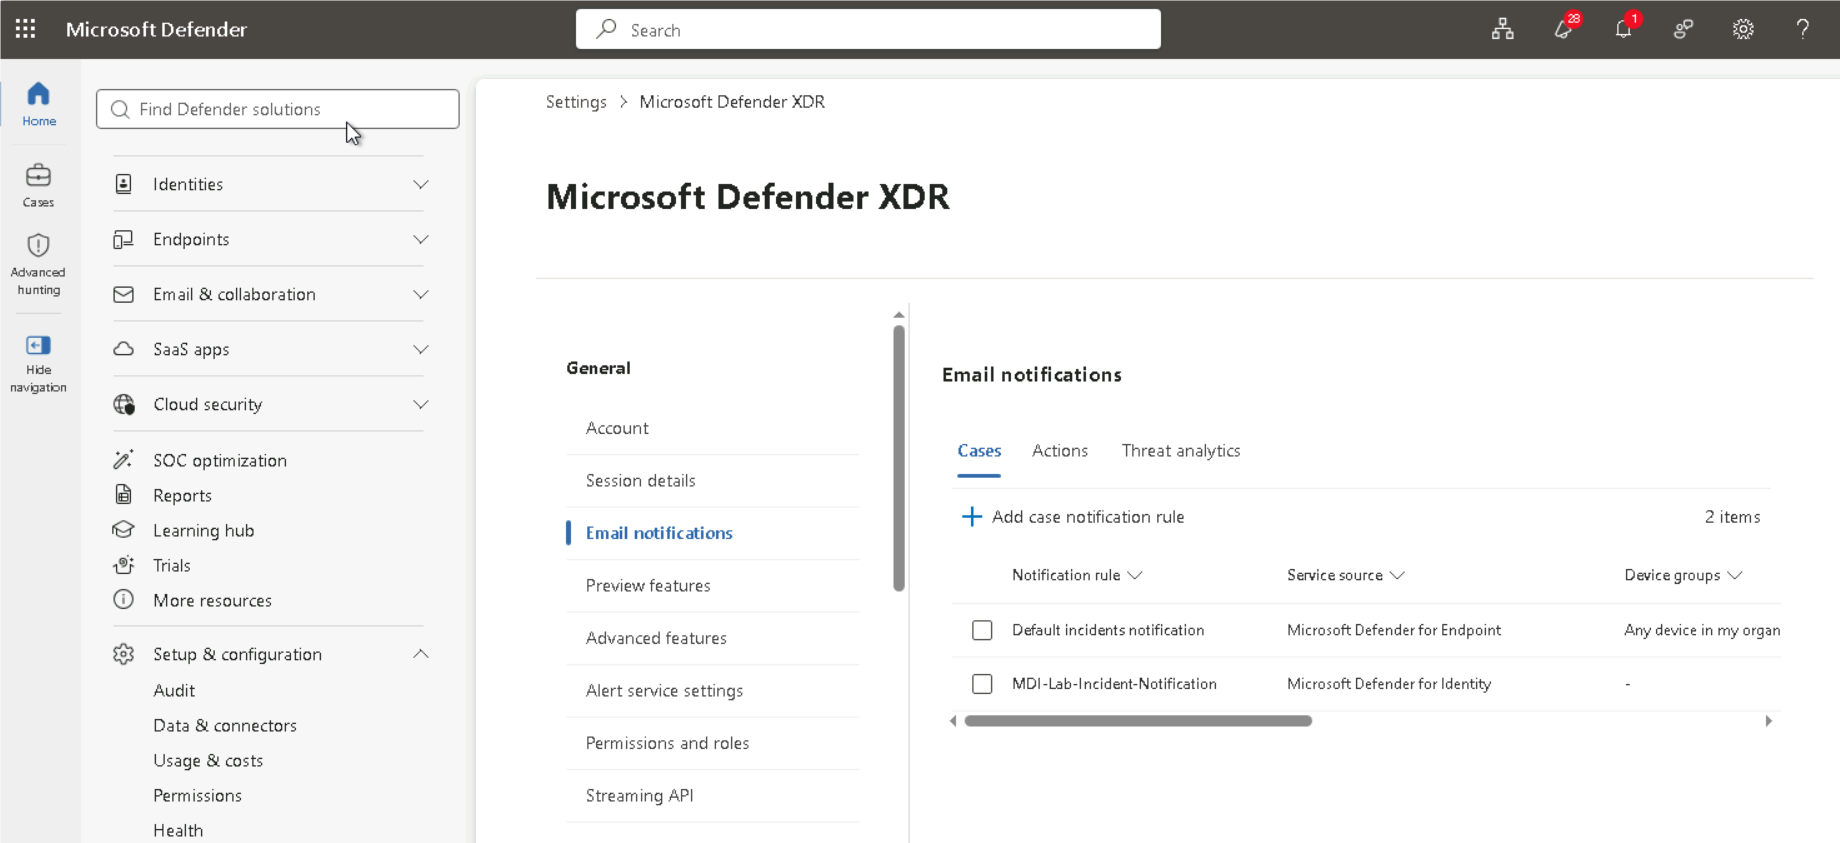 Microsoft Defender
Search
28
1
?
Home
Cases
Advanced
hunting
Hide
navigation
Find Defender solutions
Identities
Endpoints
Email & collaboration
SaaS apps
Cloud security
SOC optimization
Reports
Learning hub
Trials
More resources
Setup & configuration
Audit
Data & connectors
Usage & costs
Permissions
Health
Settings > Microsoft Defender XDR
Microsoft Defender XDR
General
Account
Session details
Email notifications
Preview features
Advanced features
Alert service settings
Permissions and roles
Streaming API
Email notifications
Cases Actions Threat analytics
Add case notification rule 2 items
Notification rule Service source Device groups
Default incidents notification Microsoft Defender for Endpoint Any device in my organ
MDI-Lab-Incident-Notification Microsoft Defender for Identity -